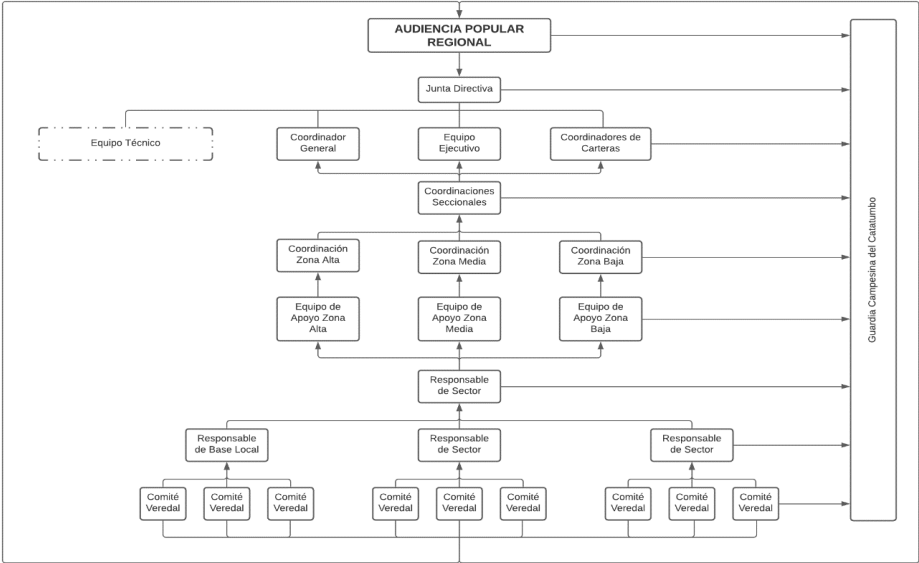 AUDIENCIA POPULAR
REGIONAL
Junta Directiva
Equipo Técnico
Coordinador
General
Equipo
Ejecutivo
Coordinadores de
Carteras
Coordinaciones
Seccionales
Coordinación
Zona Alta
Coordinación
Zona Media
Coordinación
Zona Baja
Equipo de
Apoyo Zona
Alta
Equipo de
Apoyo Zona
Media
Equipo de
Apoyo Zona
Baja
Responsable
de Sector
Responsable
de Base Local
Responsable
de Sector
Responsable
de Sector
Comité
Veredal
Comité
Veredal
Comité
Veredal
Comité
Veredal
Comité
Veredal
Comité
Veredal
Comité
Veredal
Comité
Veredal
Comité
Veredal
Guardia Campesina del Catatumbo